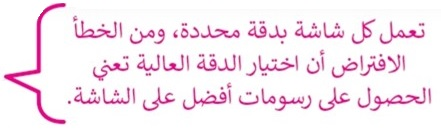 تعمل كل شاشة بدقة محددة، ومن الخطأ
الافتراض أن اختيار الدقة العالية تعني
الحصول على رسومات أفضل على الشاشة.